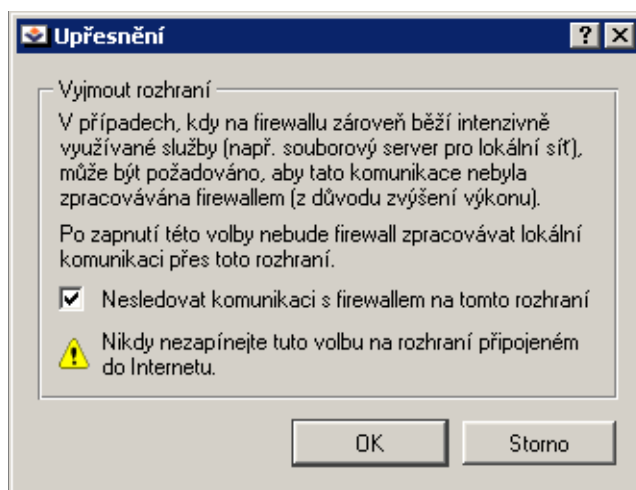 Upřesnění
Vyjmout rozhraní
V případech, kdy na firewallu zároveň běží intenzivně
využívané služby (např. souborový server pro lokální síť),
může být požadováno, aby tato komunikace nebyla
zpracovávána firewallem (z důvodu zvýšení výkonu).
Po zapnutí této volby nebude firewall zpracovávat lokální
komunikaci přes toto rozhraní.
Nesledovat komunikaci s firewallem na tomto rozhraní
Nikdy nezapínejte tuto volbu na rozhraní připojeném
do Internetu.
OK
Storno